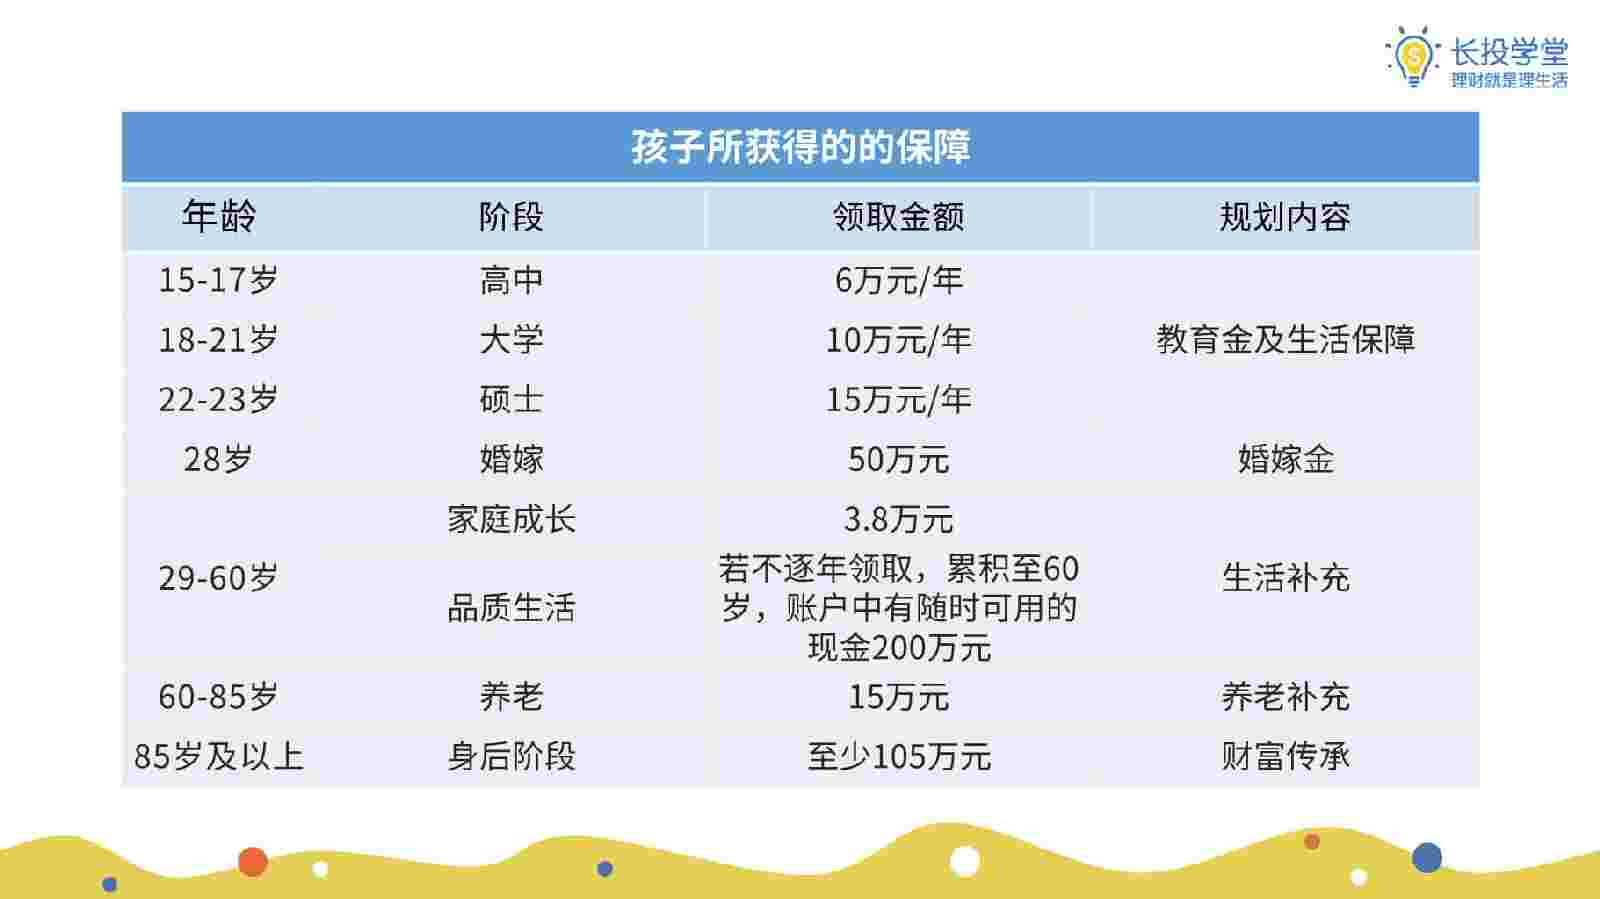 长投学堂
理财就是理生活
孩子所获得的的保障
年龄 阶段 领取金额 规划内容
15-17岁 高中 6万元/年
18-21岁 大学 10万元/年 教育金及生活保障
22-23岁 硕士 15万元/年
28岁 婚嫁 50万元 婚嫁金
家庭成长 3.8万元
29-60岁 生活补充
品质生活
若不逐年领取，累积至60
岁，账户中有随时可用的
现金200万元
60-85岁 养老 15万元 养老补充
85岁及以上 身后阶段 至少105万元 财富传承